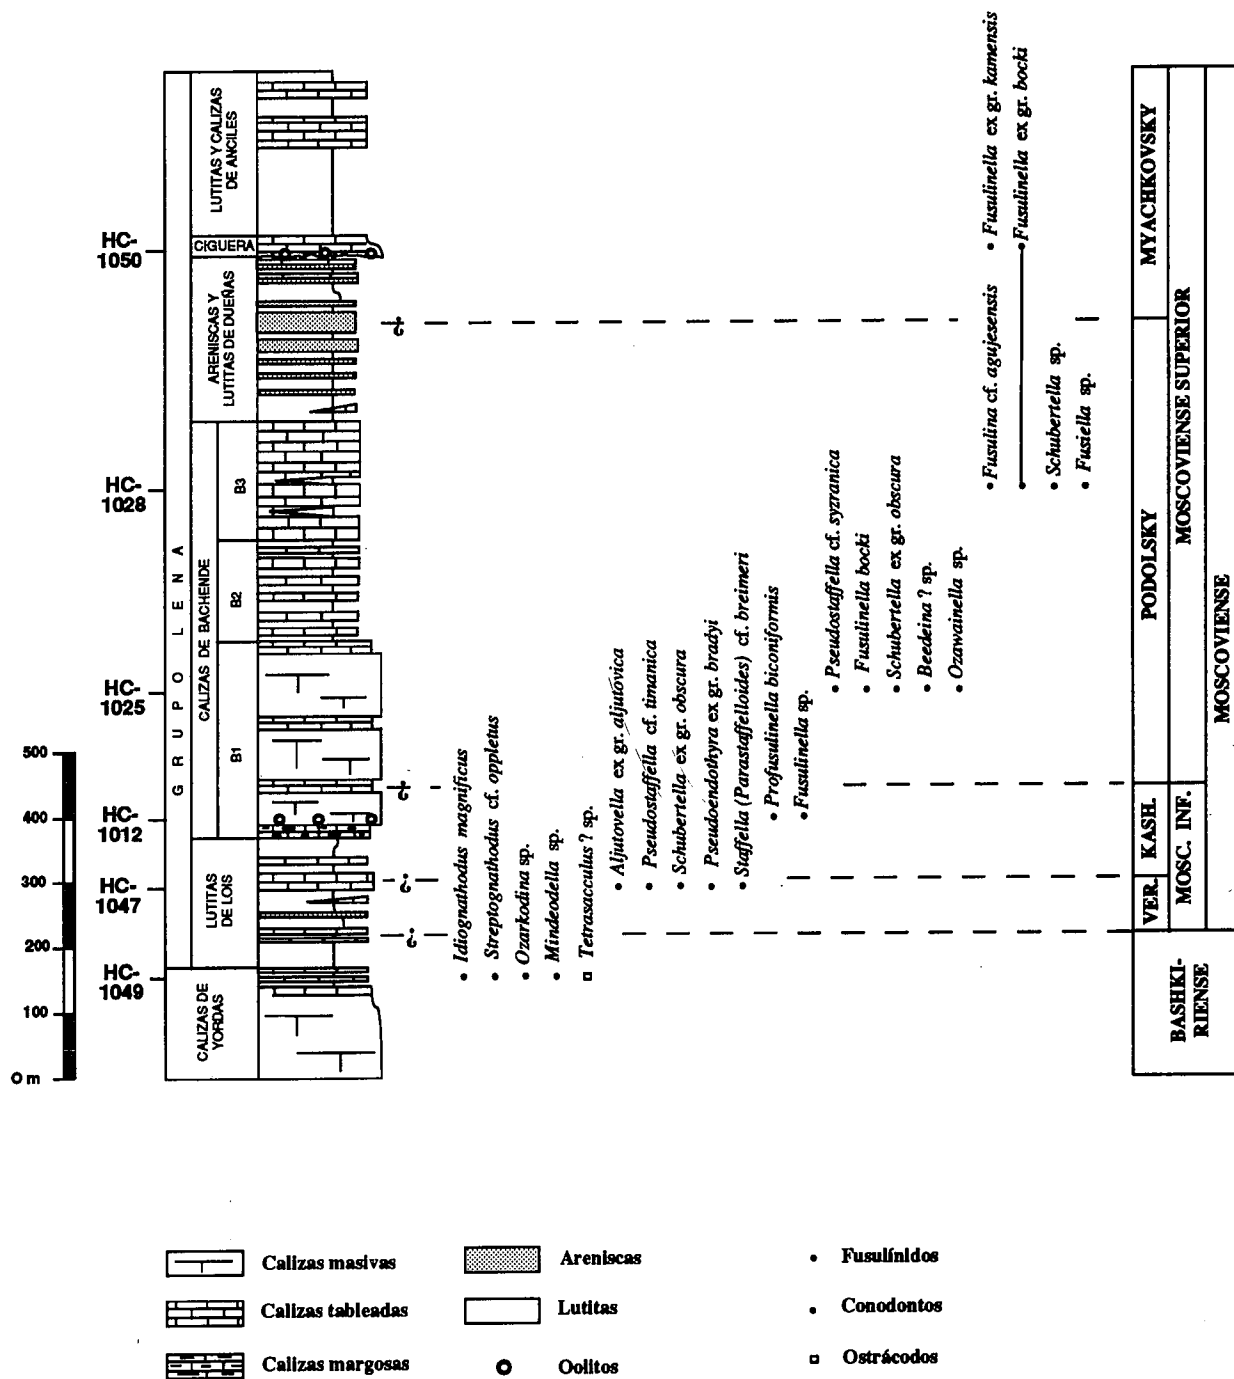 HC-
1050
HC-
1028
HC-
1025
HC-
1012
HC-
1047
HC-
1049
500
400
300
200
100
O m
GRUPO LENA
LUTITAS Y CALIZAS
DE ANCILES
CIGUERA
ARENISCAS Y
LUTITAS DE DUEÑAS
CALIZAS DE BACHENDE
B3
B2
B1
LUTITAS
DE LOIS
CALIZAS DE
YORDAS
¿
¿
¿
¿
Idiognathodus magnificus
Streptognathodus cf. oppletus
Ozarkodina sp.
Mindeodella sp.
Tetrasacculus ? sp.
Aljutovella ex gr. aljutovica
Pseudostaffella cf. timanica
Schubertella ex gr. obscura
Pseudoendothyra ex gr. bradyi
Staffella (Parastaffelloides) cf. breimeri
Profusulinella biconiformis
Fusulinella sp.
Pseudostaffella cf. syzranica
Fusulinella bocki
Schubertella ex gr. obscura
Beedeina ? sp.
Ozawainella sp.
Fusulina cf. agujesensis
Fusulinella ex gr. kamensis
Fusulinella ex gr. bocki
Schubertella sp.
Fusiella sp.
MYACHKOVSKY
PODOLSKY
KASH.
VER-
MOSCOVIENSE SUPERIOR
MOSC. INF.
MOSCOVIENSE
BASHKI-
RIENSE
Calizas masivas
Calizas tableadas
Calizas margosas
Areniscas
Lutitas
Oolitos
Fusulínidos
Conodontos
Ostrácodos